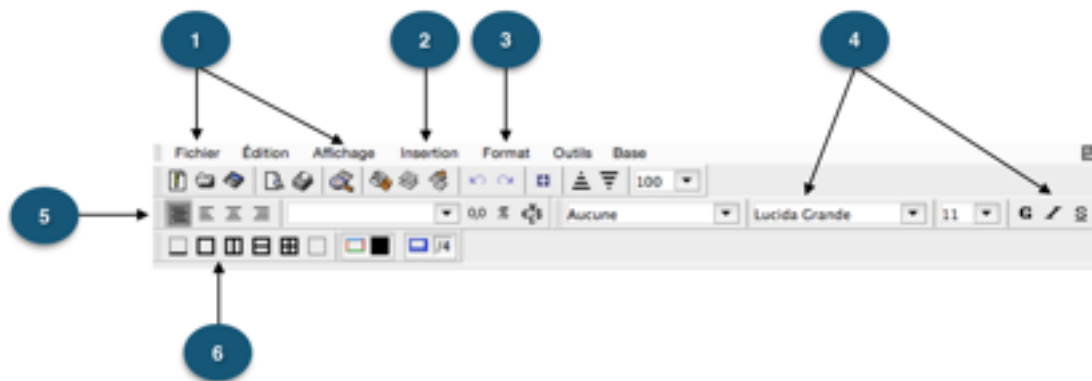 1 2 3 4
Fichier Édition Affichage Insertion Format Outils Base
100
5 0,0 Aucune Lucida Grande 11 G I S
/4
6